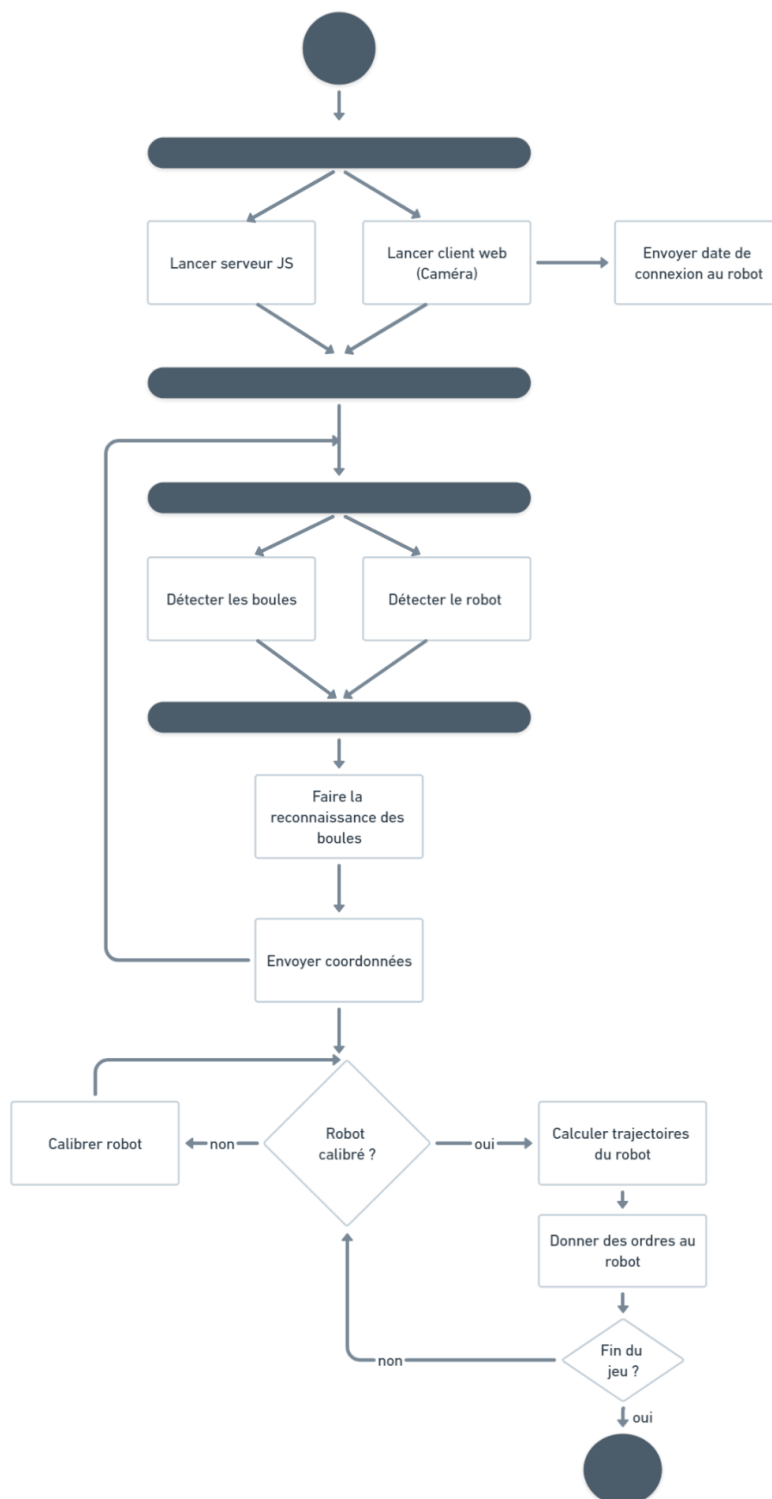 Lancer serveur JS
Lancer client web
(Caméra)
Envoyer date de
connexion au robot
Détecter les boules
Détecter le robot
Faire la
reconnaissance des
boules
Envoyer coordonnées
Calibrer robot
non
Robot
calibré ?
oui
Calculer trajectoires
du robot
Donner des ordres au
robot
Fin du
jeu ?
non
oui